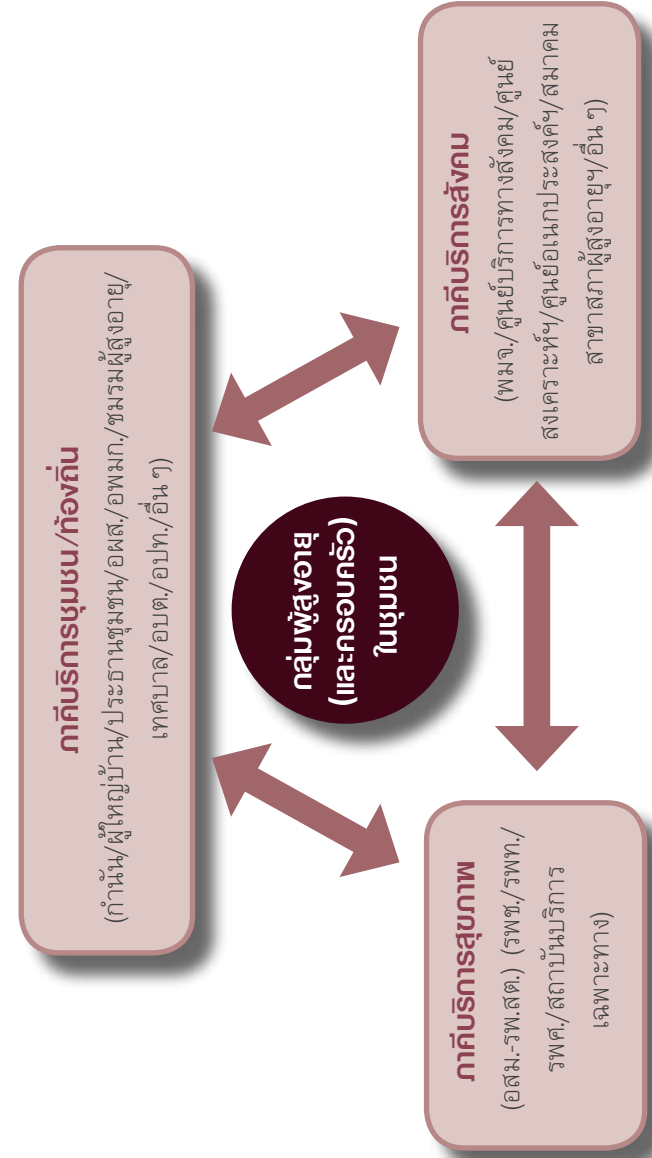 ภาคีบริการชุมชน/ท้องถิ่น
(กำนัน/ผู้ใหญ่บ้าน/ประธานชุมชน/อผส./อพมก./ชมรมผู้สูงอายุ/
เทศบาล/อบต./อปท./อื่น ๆ)
กลุ่มผู้สูงอายุ
(และครอบครัว)
ในชุมชน
ภาคีบริการสุขภาพ
(อสม.-รพ.สต.) (รพช./รพท./
รพศ./สถาบันบริการ
เฉพาะทาง)
ภาคีบริการสังคม
(พมจ./ศูนย์บริการทางสังคม/ศูนย์
สงเคราะห์ฯ/ศูนย์อเนกประสงค์ฯ/สมาคม
สาขาสภาผู้สูงอายุฯ/อื่น ๆ)